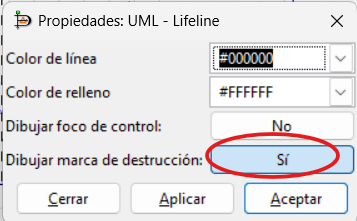 Propiedades: UML - Lifeline
Color de línea #000000
Color de relleno #FFFFFF
Dibujar foco de control: No
Dibujar marca de destrucción: Sí
Cerrar Aplicar Aceptar